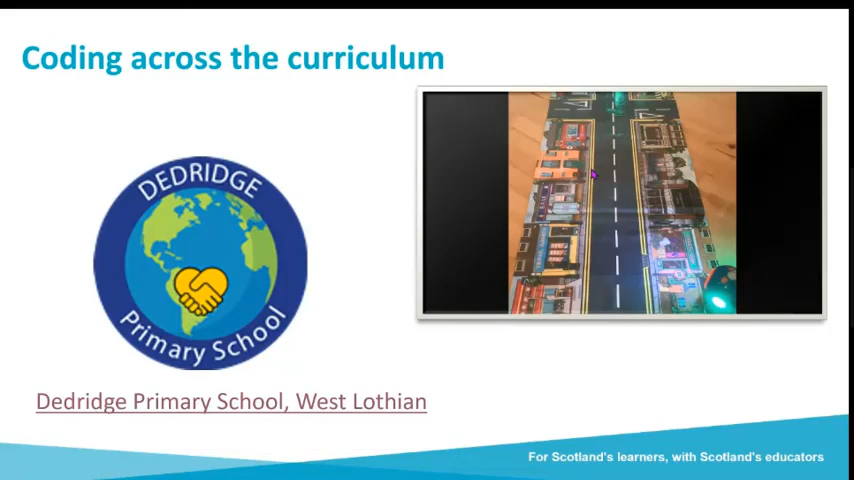 Coding across the curriculum
DEDRIDGE
Primary School
Dedridge Primary School, West Lothian
For Scotland's learners, with Scotland's educators